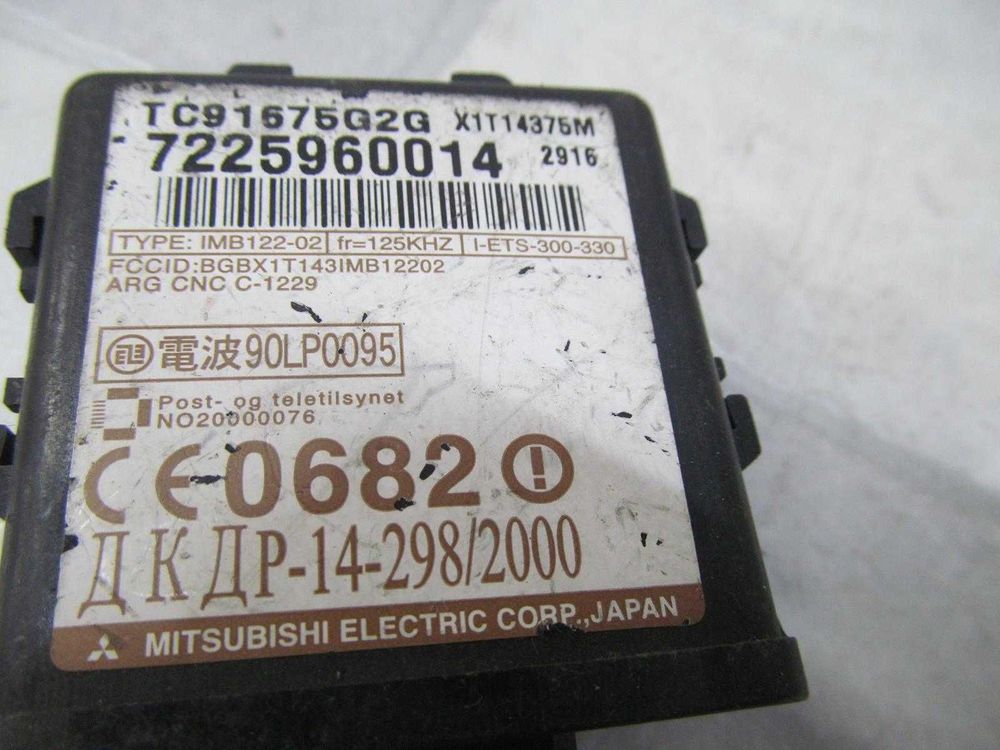 TC91675G2G X1T14375M
7225960014 2916
TYPE: IMB122-02 fr=125KHZ I-ETS-300-330
FCCID:BGBX1T143IMB12202
ARG CNC C-1229
電波90LP0095
Post- og teletilsynet
NO20000076
CE0682
ДКДР-14-298/2000
MITSUBISHI ELECTRIC CORP.,JAPAN